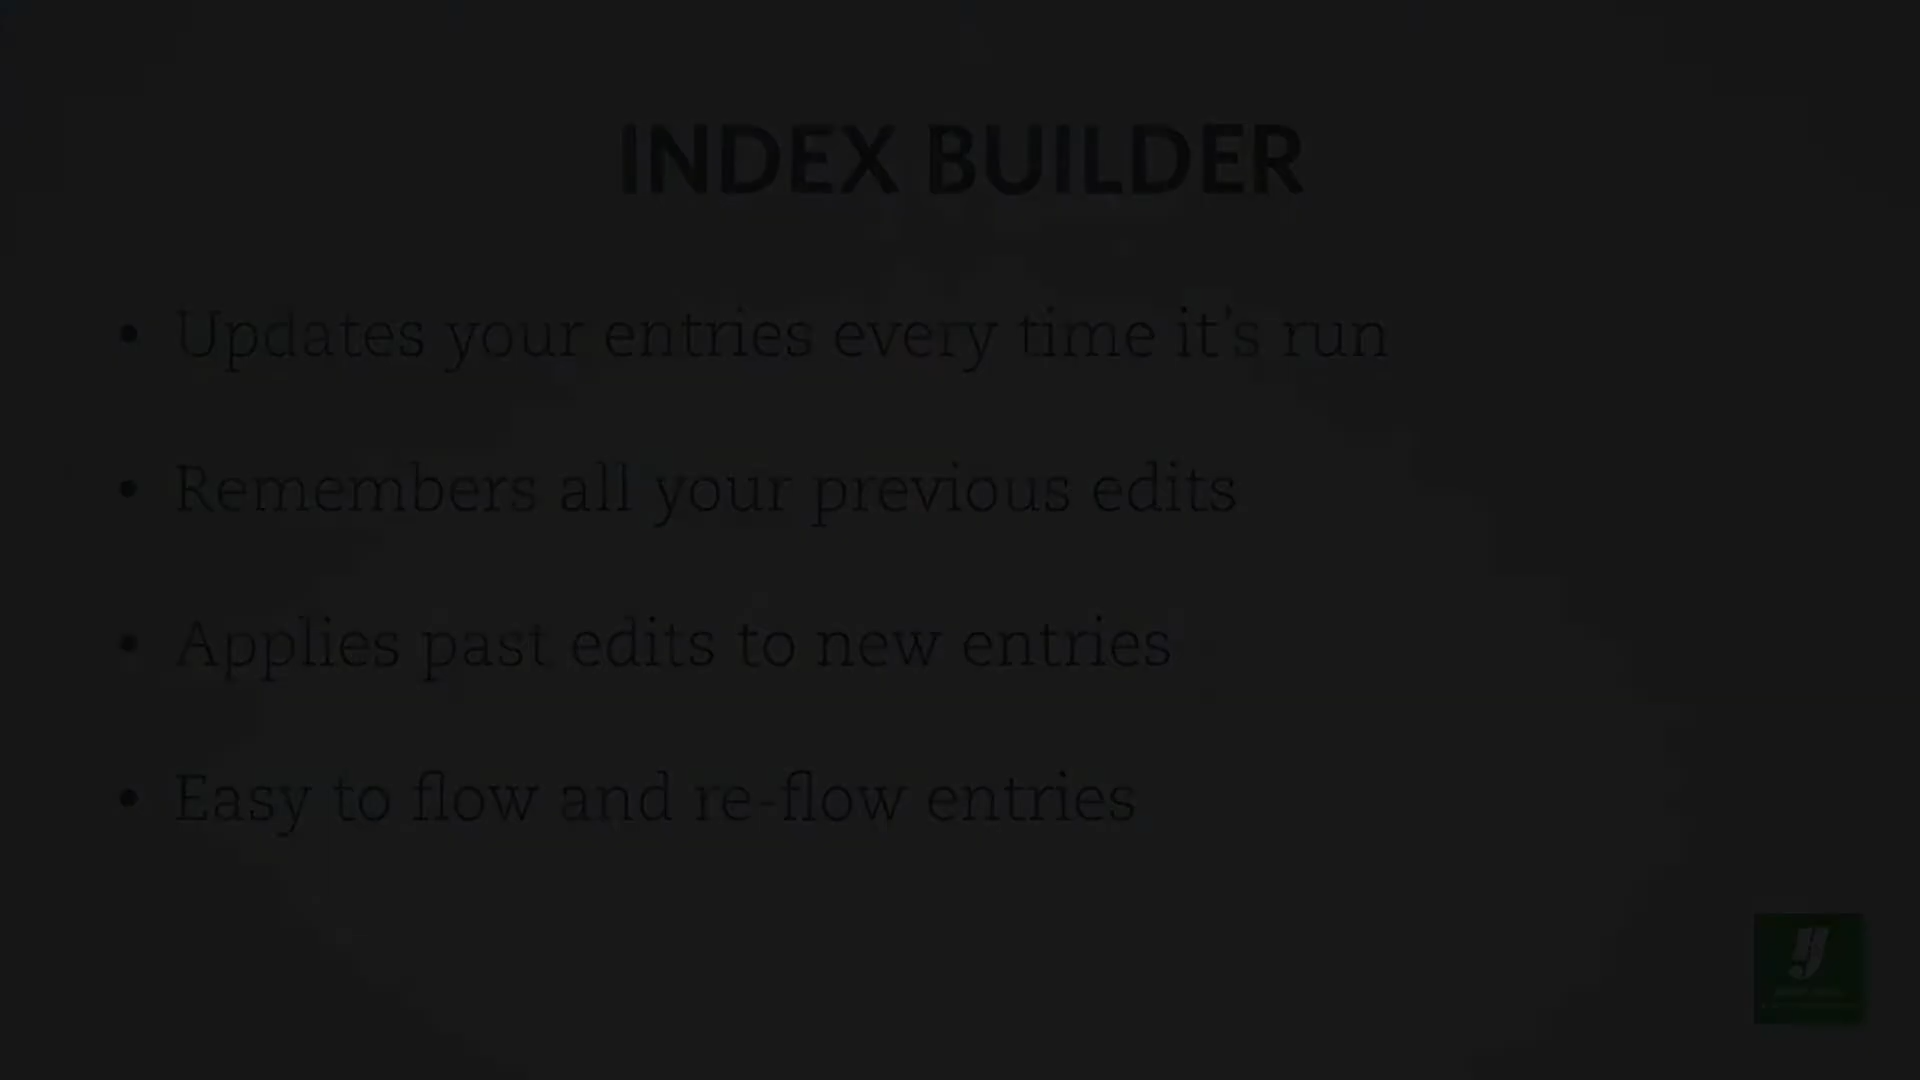 INDEX BUILDER
• Updates your entries every time it's run
• Remembers all your previous edits
• Applies past edits to new entries
• Easy to flow and re-flow entries